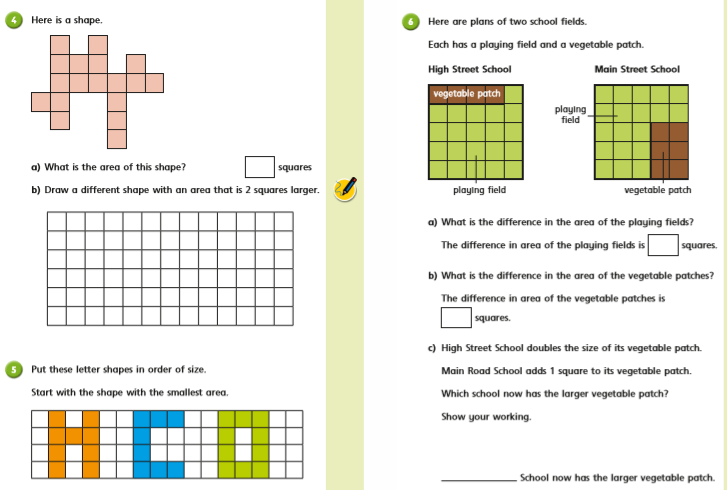 4 Here is a shape.
a) What is the area of this shape? squares
b) Draw a different shape with an area that is 2 squares larger.
5 Put these letter shapes in order of size.
Start with the shape with the smallest area.
H C O
6 Here are plans of two school fields.
Each has a playing field and a vegetable patch.
High Street School
Main Street School
vegetable patch
playing field
playing
field
vegetable patch
a) What is the difference in the area of the playing fields?
The difference in area of the playing fields is squares.
b) What is the difference in the area of the vegetable patches?
The difference in area of the vegetable patches is
squares.
c) High Street School doubles the size of its vegetable patch.
Main Road School adds 1 square to its vegetable patch.
Which school now has the larger vegetable patch?
Show your working.
____________ School now has the larger vegetable patch.